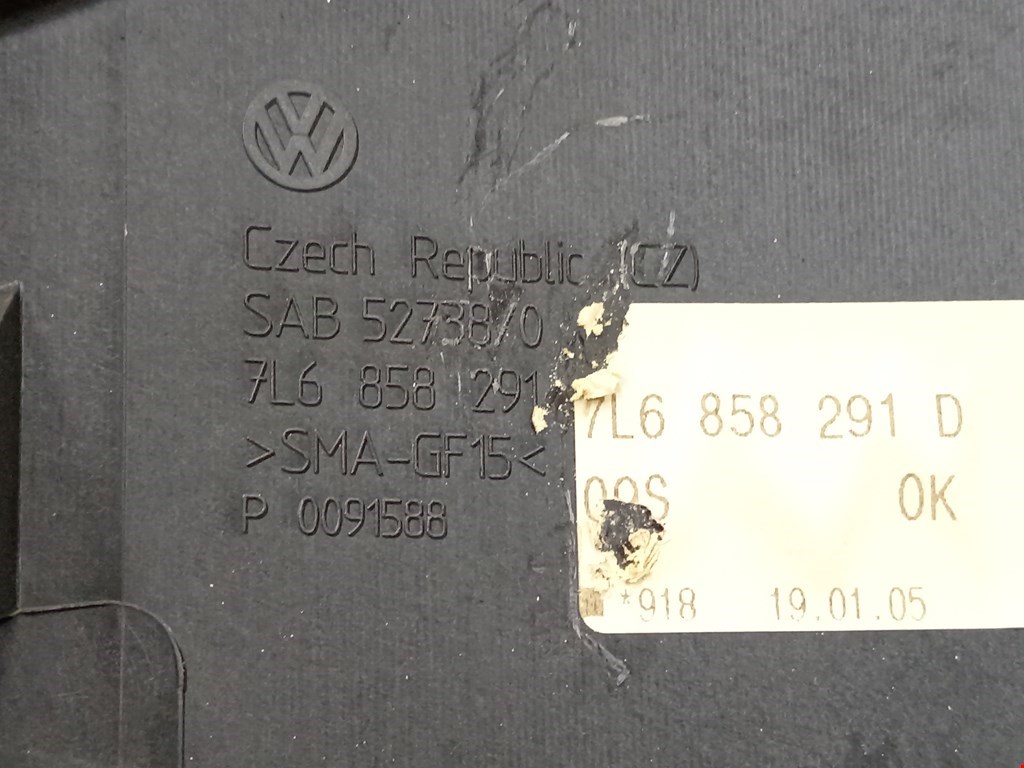 Czech Republic (CZ)
SAB 52738/0
7L6 858 291
>SMA-GF15<
P 0091588
7L6 858 291 D
OK
*918 19.01.05